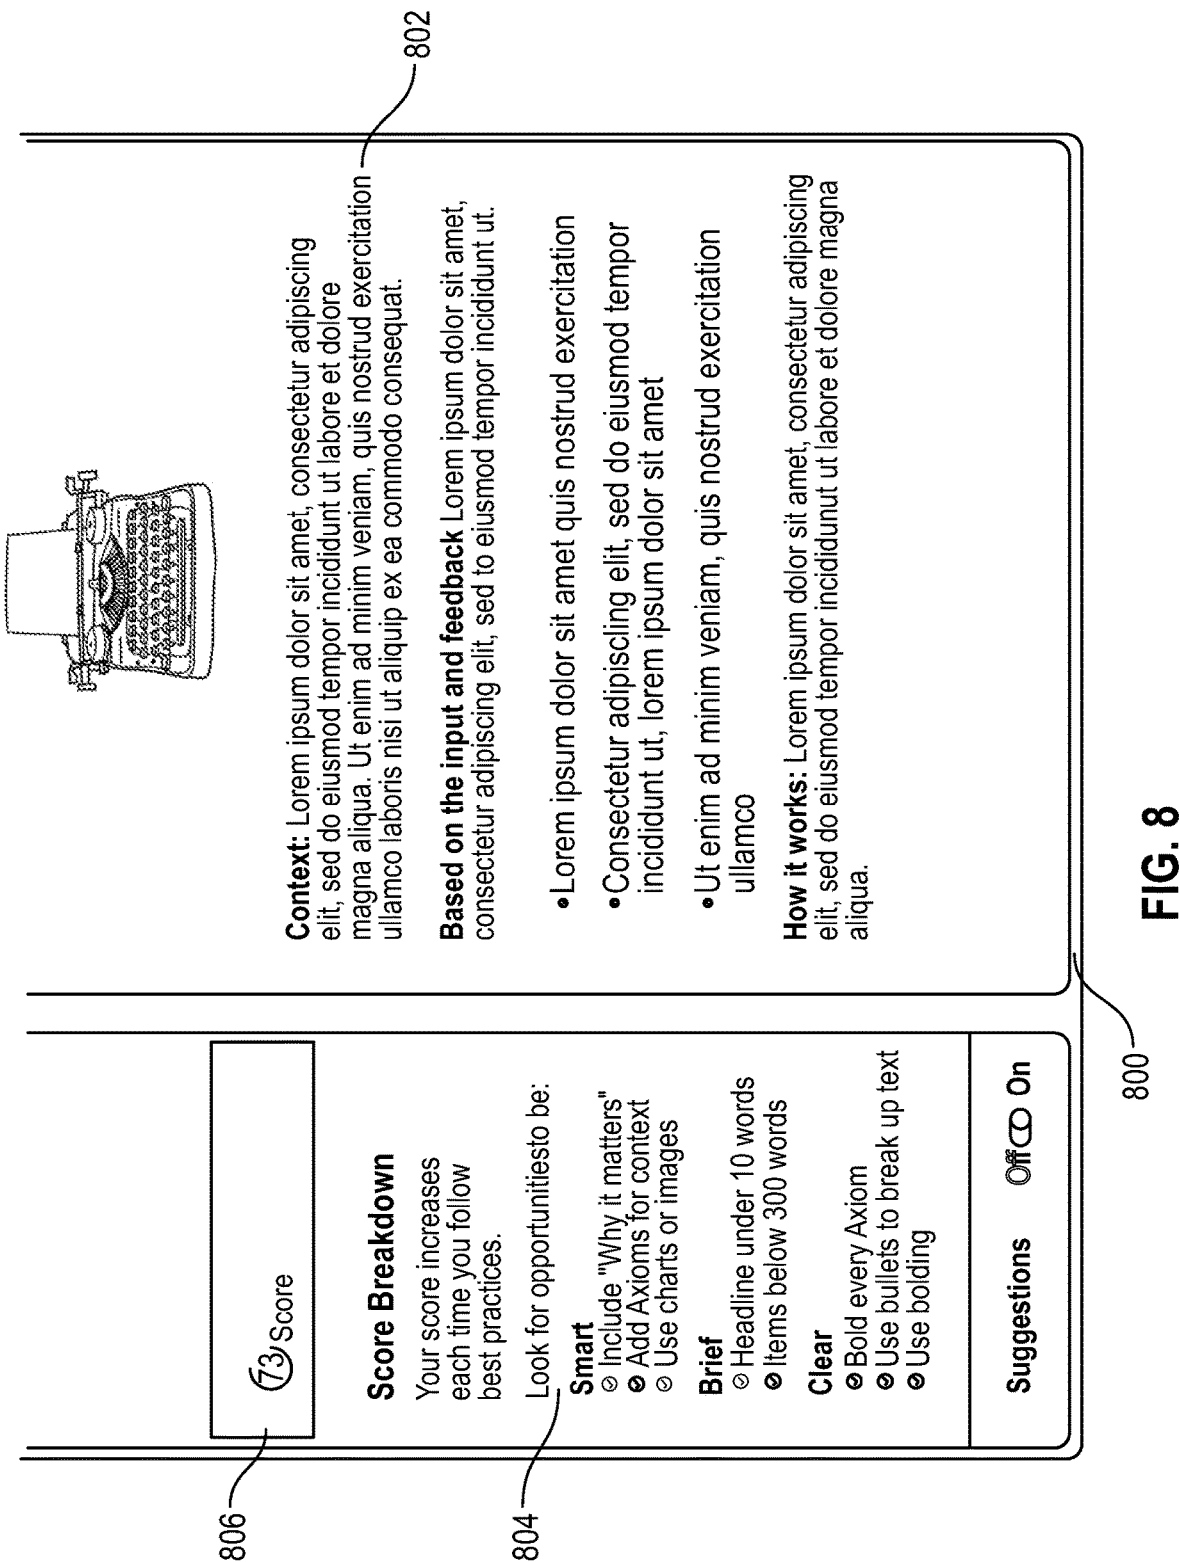 806
73 Score
Score Breakdown
Your score increases
each time you follow
best practices.
804
Look for opportunitiesto be:
Smart
Include "Why it matters"
Add Axioms for context
Use charts or images
Brief
Headline under 10 words
Items below 300 words
Clear
Bold every Axiom
Use bullets to break up text
Use bolding
Suggestions Off On
802
Context: Lorem ipsum dolor sit amet, consectetur adipiscing
elit, sed do eiusmod tempor incididunt ut labore et dolore
magna aliqua. Ut enim ad minim veniam, quis nostrud exercitation
ullamco laboris nisi ut aliquip ex ea commodo consequat.
Based on the input and feedback Lorem ipsum dolor sit amet,
consectetur adipiscing elit, sed to eiusmod tempor incididunt ut.
•Lorem ipsum dolor sit amet quis nostrud exercitation
•Consectetur adipiscling elit, sed do eiusmod tempor
incididunt ut, lorem ipsum dolor sit amet
•Ut enim ad minim veniam, quis nostrud exercitation
ullamco
How it works: Lorem ipsum dolor sit amet, consectetur adipiscing
elit, sed do eiusmod tempor incididunut ut labore et dolore magna
aliqua.
800
FIG. 8